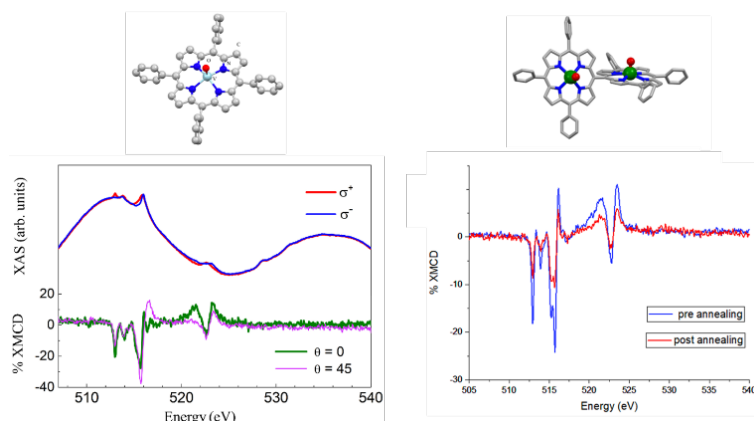 XAS (arb. units)
σ+
σ-
% XMCD
20
0
-20
-40
θ = 0
θ = 45
510
520
530
540
Energy (eV)
% XMCD
10
0
-10
-20
-30
pre annealing
post annealing
505
510
515
520
525
530
535
540
Energy (eV)